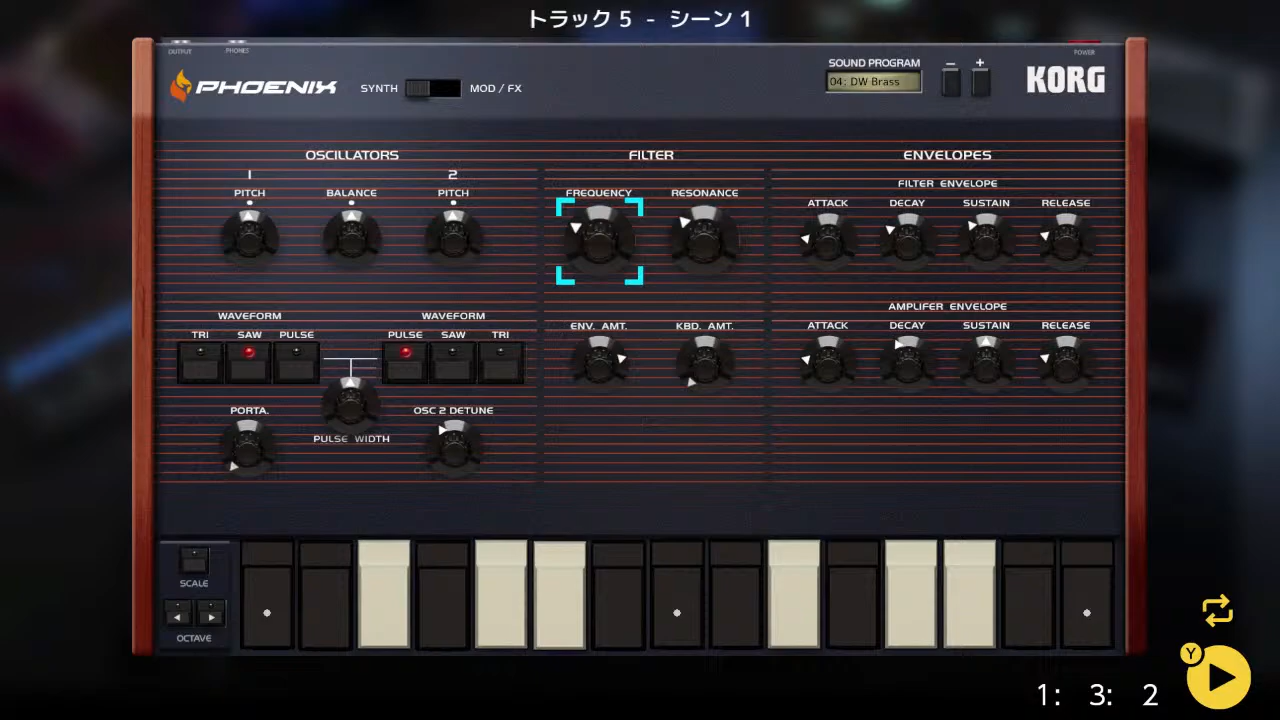 トラック 5 - シーン 1
OUTPUT
PHONES
POWER
PHOENIX
SYNTH
MOD / FX
SOUND PROGRAM
04: DW Brass
− +
KORG
OSCILLATORS
FILTER
ENVELOPES
1
2
FILTER ENVELOPE
PITCH
BALANCE
PITCH
FREQUENCY
RESONANCE
ATTACK
DECAY
SUSTAIN
RELEASE
AMPLIFER ENVELOPE
WAVEFORM
WAVEFORM
ENV. AMT.
KBD. AMT.
ATTACK
DECAY
SUSTAIN
RELEASE
TRI
SAW
PULSE
PULSE
SAW
TRI
PORTA.
OSC 2 DETUNE
PULSE WIDTH
SCALE
OCTAVE
Y
1: 3: 2